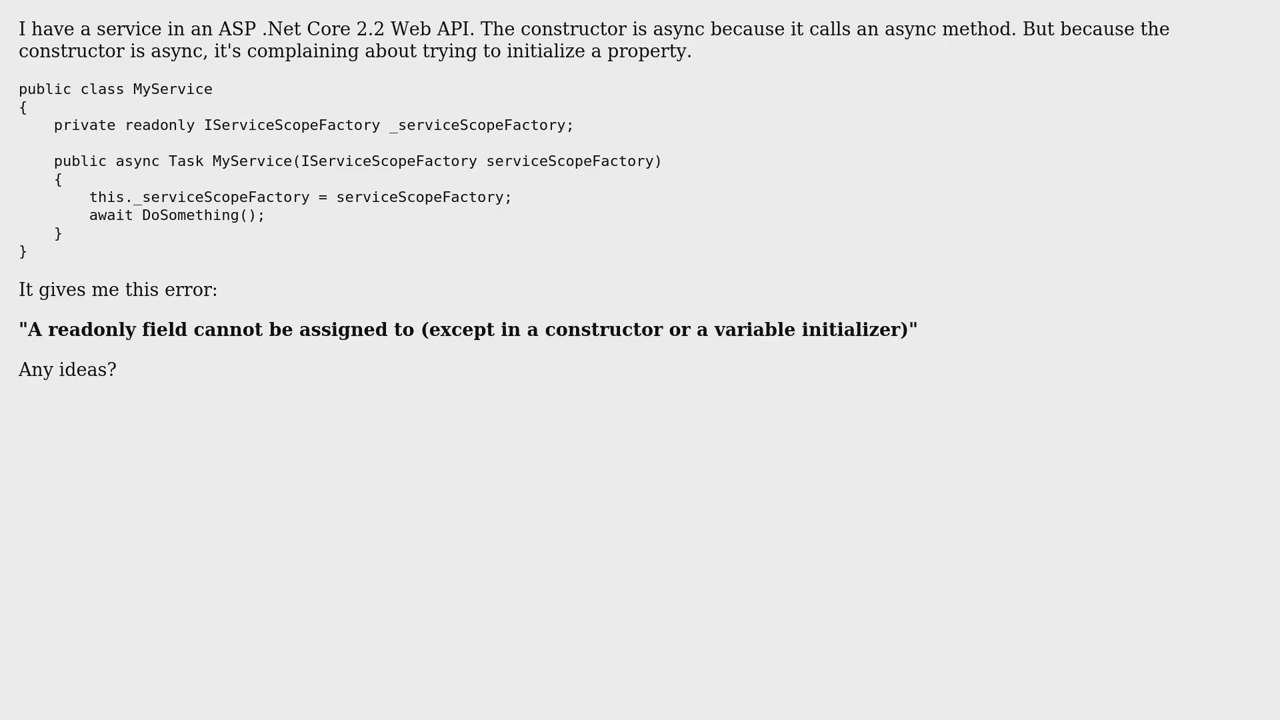 I have a service in an ASP .Net Core 2.2 Web API. The constructor is async because it calls an async method. But because the
constructor is async, it's complaining about trying to initialize a property.
public class MyService
{
    private readonly IServiceScopeFactory _serviceScopeFactory;
    public async Task MyService(IServiceScopeFactory serviceScopeFactory)
    {
        this._serviceScopeFactory = serviceScopeFactory;
        await DoSomething();
    }
}
It gives me this error:
"A readonly field cannot be assigned to (except in a constructor or a variable initializer)"
Any ideas?